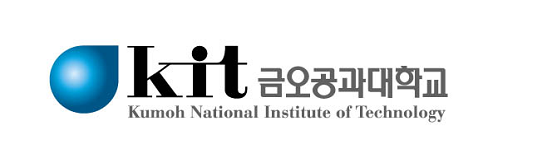 kit 금오공과대학교
Kumoh National Institute of Technology